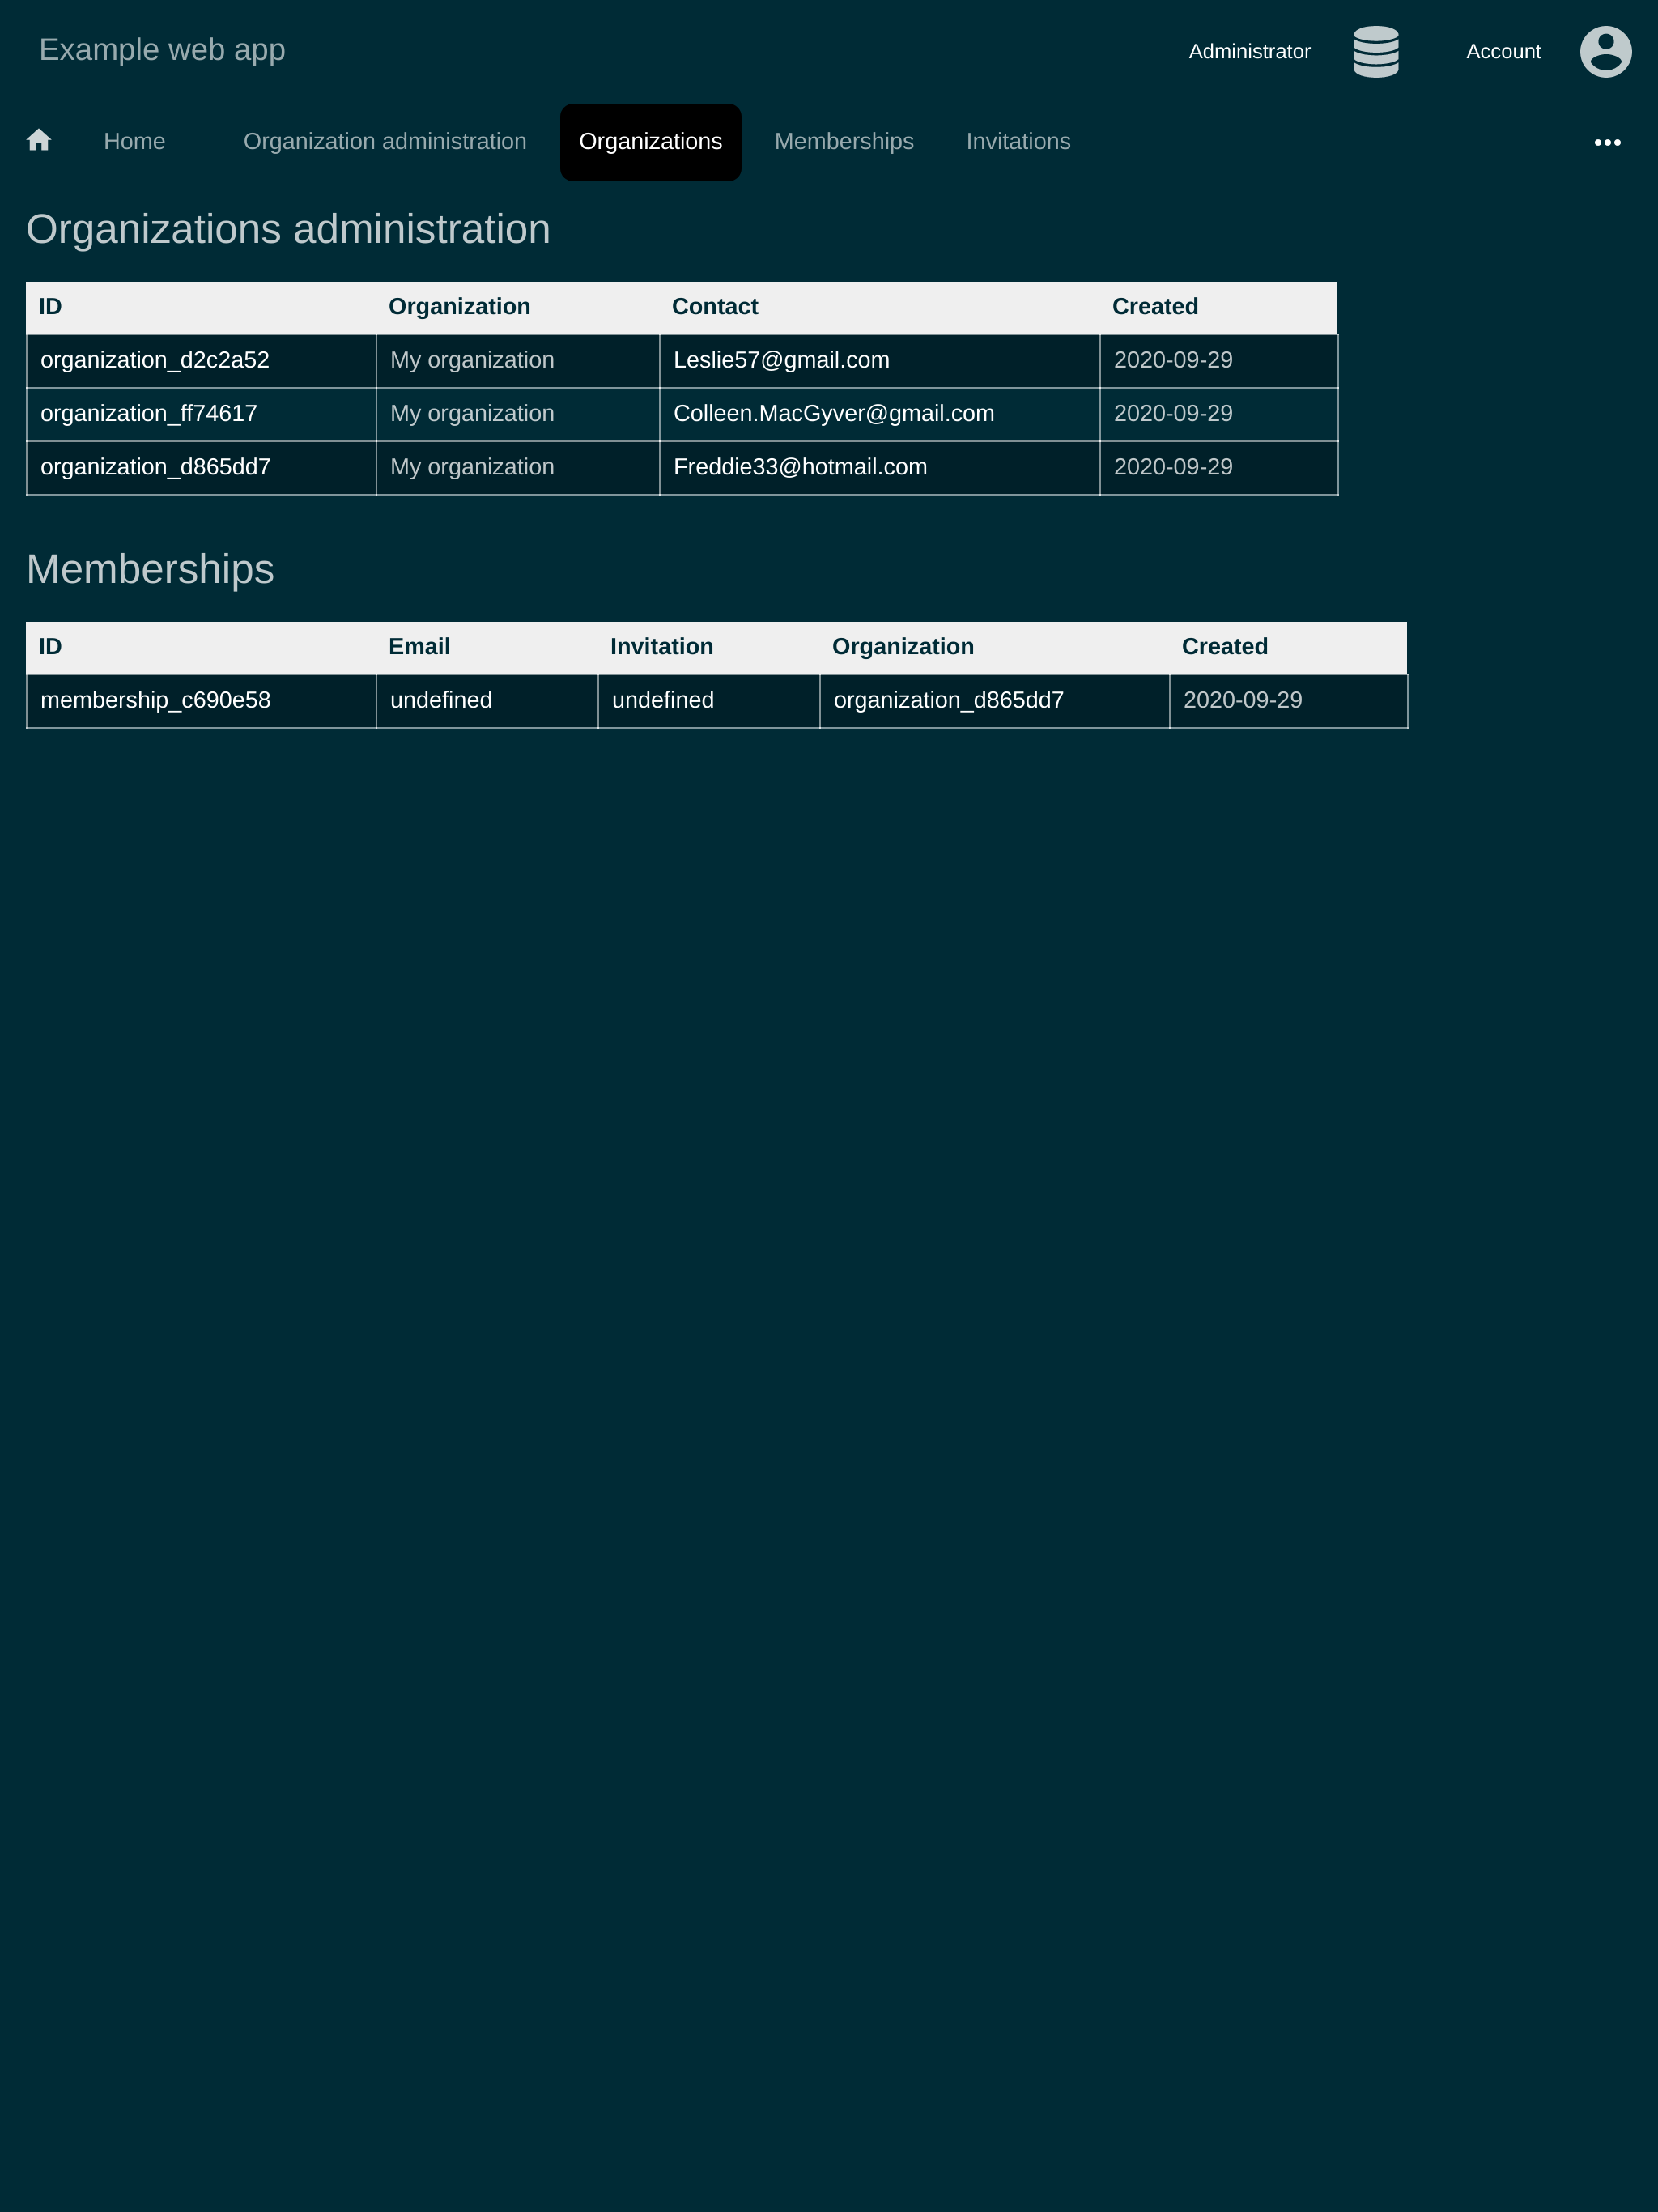 Example web app
Administrator
Account
Home
Organization administration
Organizations
Memberships
Invitations
Organizations administration
ID Organization Contact Created
organization_d2c2a52 My organization Leslie57@gmail.com 2020-09-29
organization_ff74617 My organization Colleen.MacGyver@gmail.com 2020-09-29
organization_d865dd7 My organization Freddie33@hotmail.com 2020-09-29
Memberships
ID Email Invitation Organization Created
membership_c690e58 undefined undefined organization_d865dd7 2020-09-29